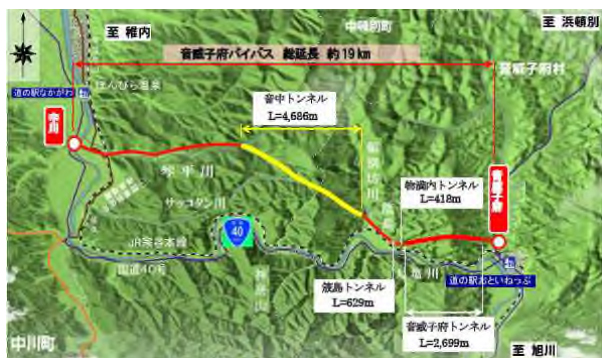 至 稚内
中頓別町
至 浜頓別
音威子府バイパス 総延長 約19km
音威子府村
道の駅なかがわ
ぽんぴら温泉
音中トンネル
L=4,686m
中川
琴平川
頓別坊川
物満内トンネル
L=418m
音威子府
サッコタン川
40
JR宗谷本線
国道40号
筬島トンネル
L=629m
天塩川
道の駅おといねっぷ
音威子府トンネル
L=2,699m
中川町
至 旭川